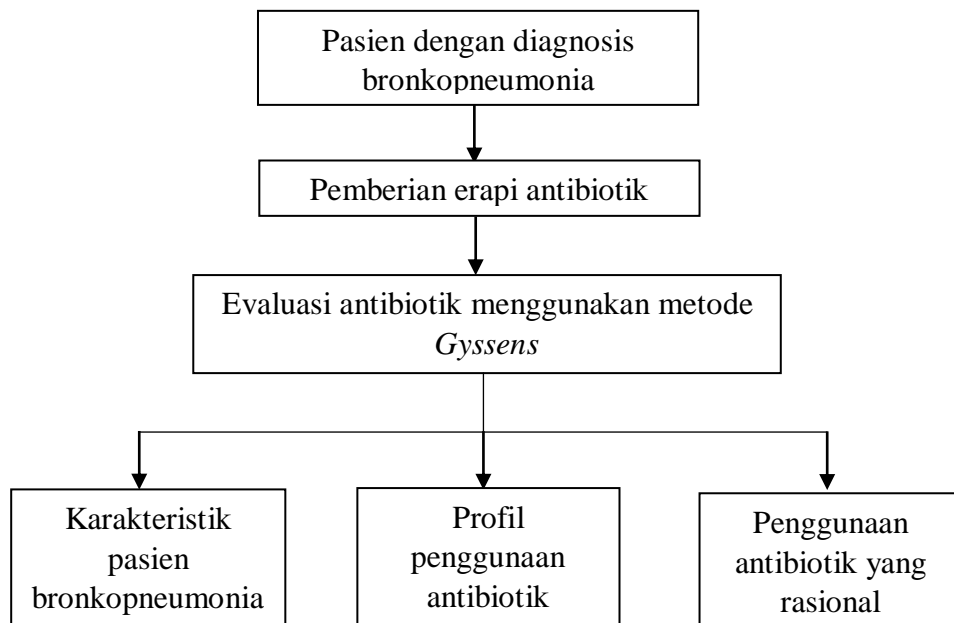 Pasien dengan diagnosis
bronkopneumonia
Pemberian erapi antibiotik
Evaluasi antibiotik menggunakan metode
Gyssens
Karakteristik
pasien
bronkopneumonia
Profil
penggunaan
antibiotik
Penggunaan
antibiotik yang
rasional